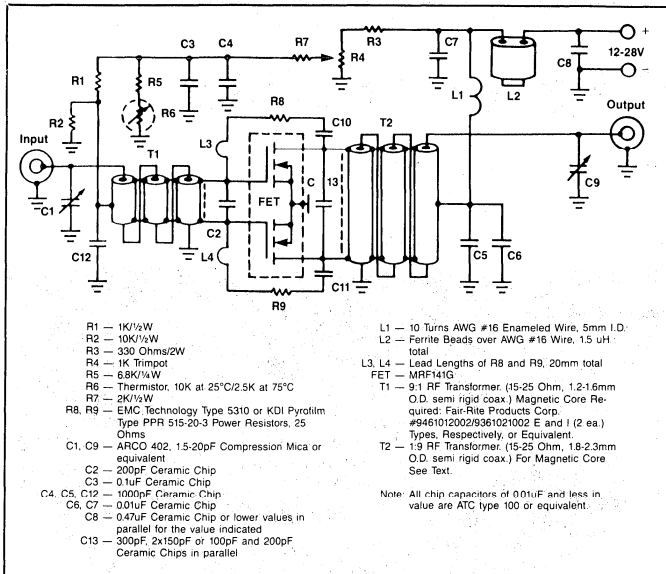 C3
C4
R7
R3
R4
C7
L2
C8
+
12-28V
−
R1
R5
R6
R2
R8
C10
T2
L1
Output
Input
T1
L3
FET
C
13
C9
C1
C2
L4
C12
R9
C11
C5
C6
R1 — 1K/½W
R2 — 10K/½W
R3 — 330 Ohms/2W
R4 — 1K Trimpot
R5 — 6.8K/¼W
R6 — Thermistor, 10K at 25°C/2.5K at 75°C
R7 — 2K/½W
R8, R9 — EMC Technology Type 5310 or KDI Pyrofilm
Type PPR 515-20-3 Power Resistors, 25
Ohms
C1, C9 — ARCO 402, 1.5-20pF Compression Mica or
equivalent
C2 — 200pF Ceramic Chip
C3 — 0.1uF Ceramic Chip
C4, C5, C12 — 1000pF Ceramic Chip
C6, C7 — 0.01uF Ceramic Chip
C8 — 0.47uF Ceramic Chip or lower values in
parallel for the value indicated
C13 — 300pF, 2x150pF or 100pF and 200pF
Ceramic Chips in parallel
L1 — 10 Turns AWG #16 Enameled Wire, 5mm I.D.
L2 — Ferrite Beads over AWG #16 Wire, 1.5 uH
total
L3, L4 — Lead Lengths of R8 and R9, 20mm total
FET — MRF141G
T1 — 9:1 RF Transformer. (15-25 Ohm, 1.2-1.6mm
O.D. semi rigid coax.) Magnetic Core Re-
quired: Fair-Rite Products Corp.
#9461012002/9361021002 E and I (2 ea.)
Types, Respectively, or Equivalent.
T2 — 1:9 RF Transformer. (15-25 Ohm, 1.8-2.3mm
O.D. semi rigid coax.) For Magnetic Core
See Text.
Note: All chip capacitors of 0.01uF and less in
value are ATC type 100 or equivalent.